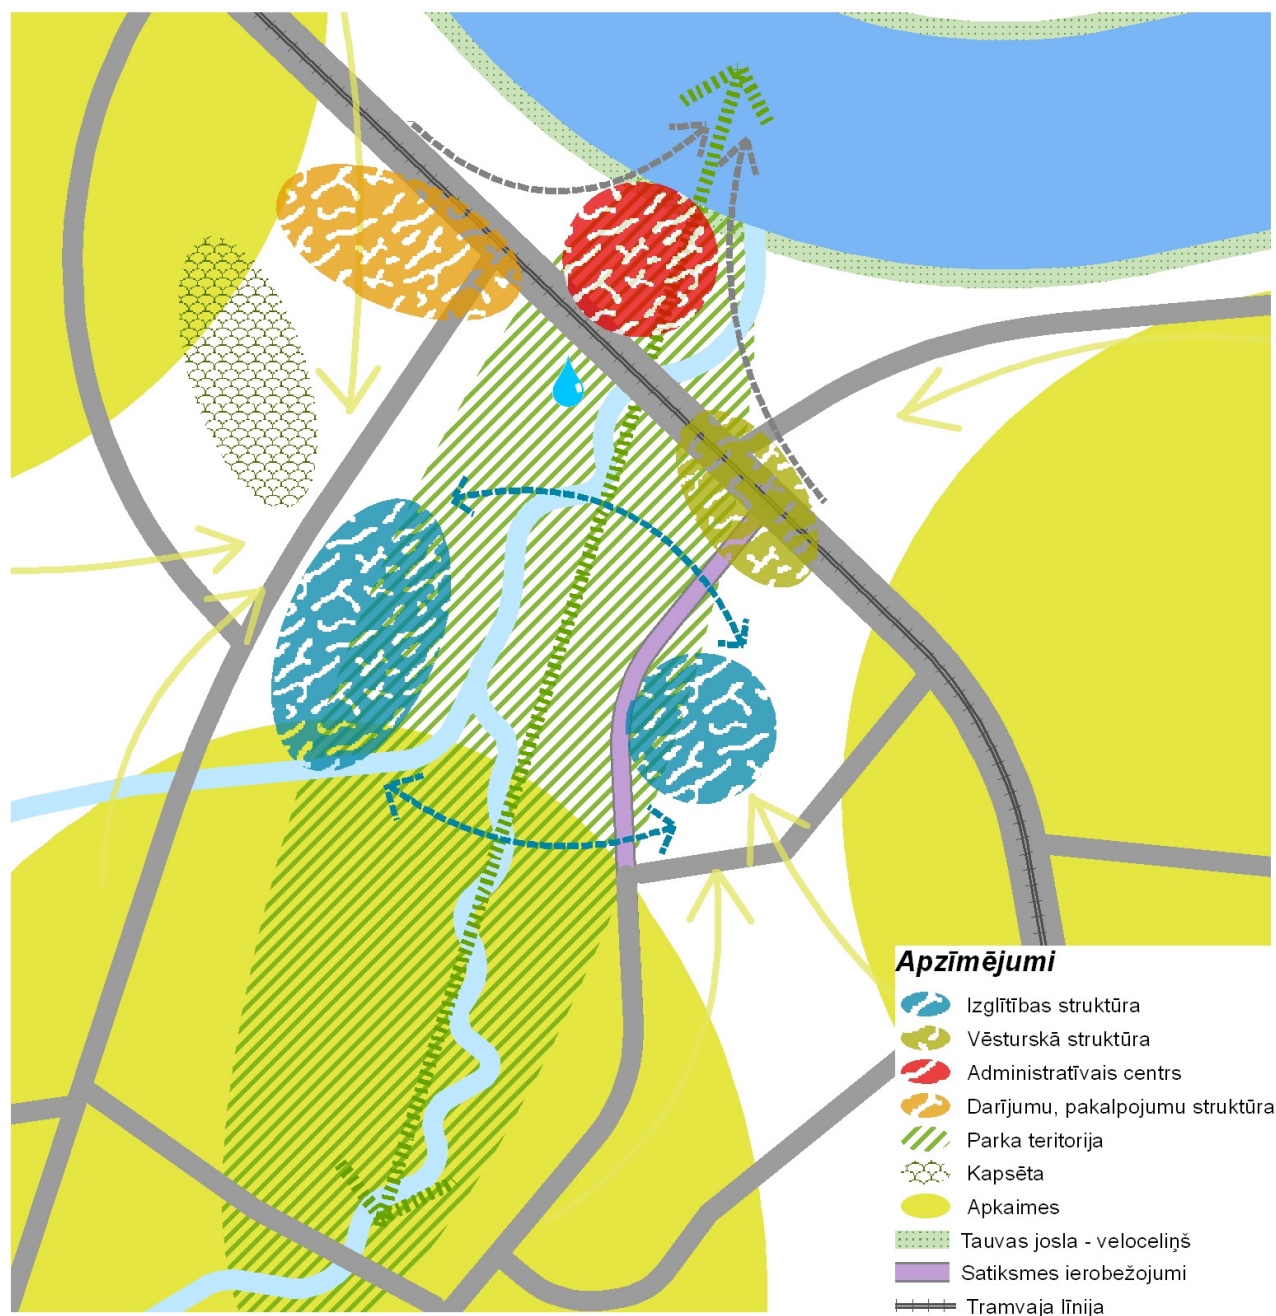 Apzīmējumi
Izglītības struktūra
Vēsturskā struktūra
Administratīvais centrs
Darījumu, pakalpojumu struktūra
Parka teritorija
Kapsēta
Apkaimes
Tauvas josla - veloceliņš
Satiksmes ierobežojumi
Tramvaja līnija